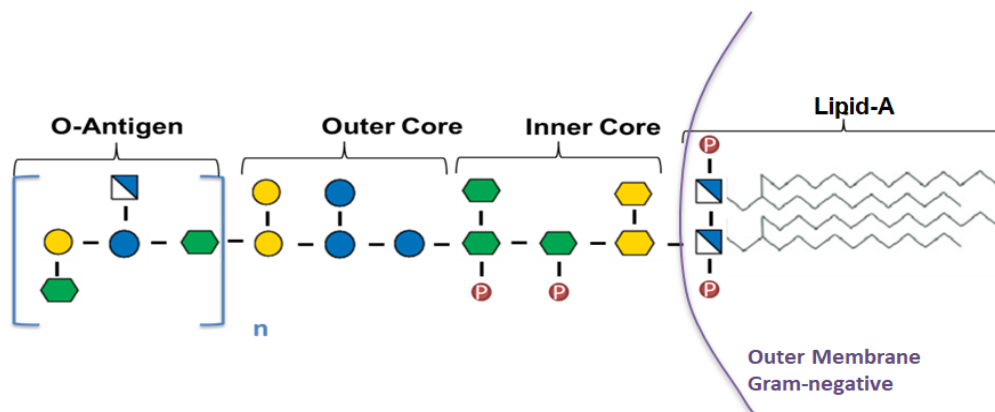 Lipid-A
O-Antigen
Outer Core
Inner Core
P
P
P
P
n
Outer Membrane
Gram-negative